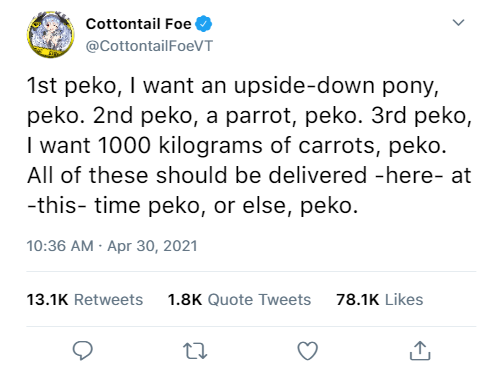 Cottontail Foe
@CottontailFoeVT
1st peko, I want an upside-down pony,
peko. 2nd peko, a parrot, peko. 3rd peko,
I want 1000 kilograms of carrots, peko.
All of these should be delivered -here- at
-this- time peko, or else, peko.
10:36 AM · Apr 30, 2021
13.1K Retweets 1.8K Quote Tweets 78.1K Likes